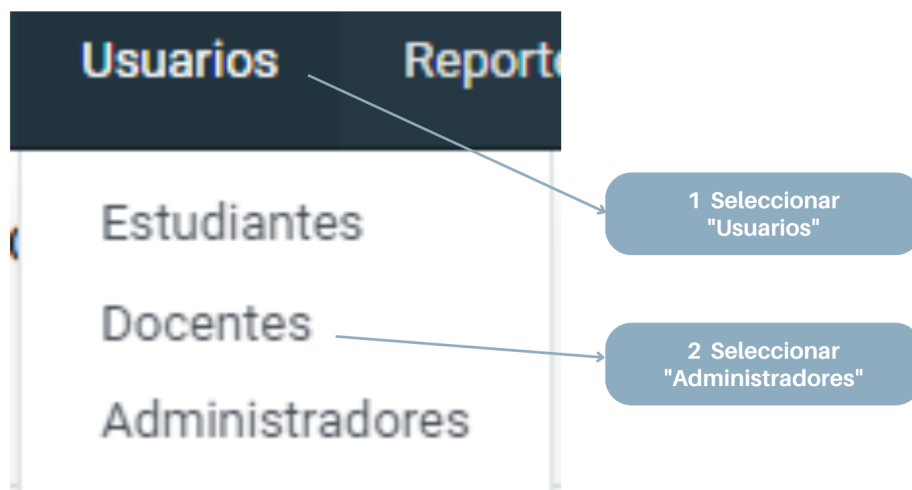 Usuarios Reporte
1 Seleccionar
"Usuarios"
Estudiantes
Docentes
2 Seleccionar
"Administradores"
Administradores